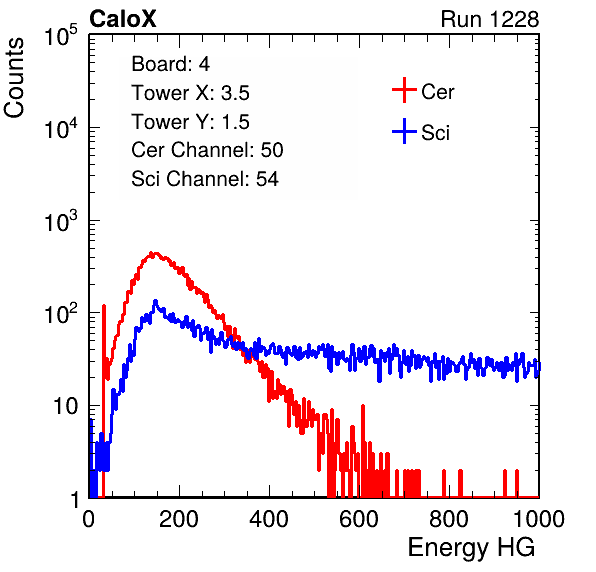 CaloX Run 1228
Board: 4
Tower X: 3.5
Tower Y: 1.5
Cer Channel: 50
Sci Channel: 54
Cer
Sci
Counts
10^5
10^4
10^3
10^2
10
1
0 200 400 600 800 1000
Energy HG